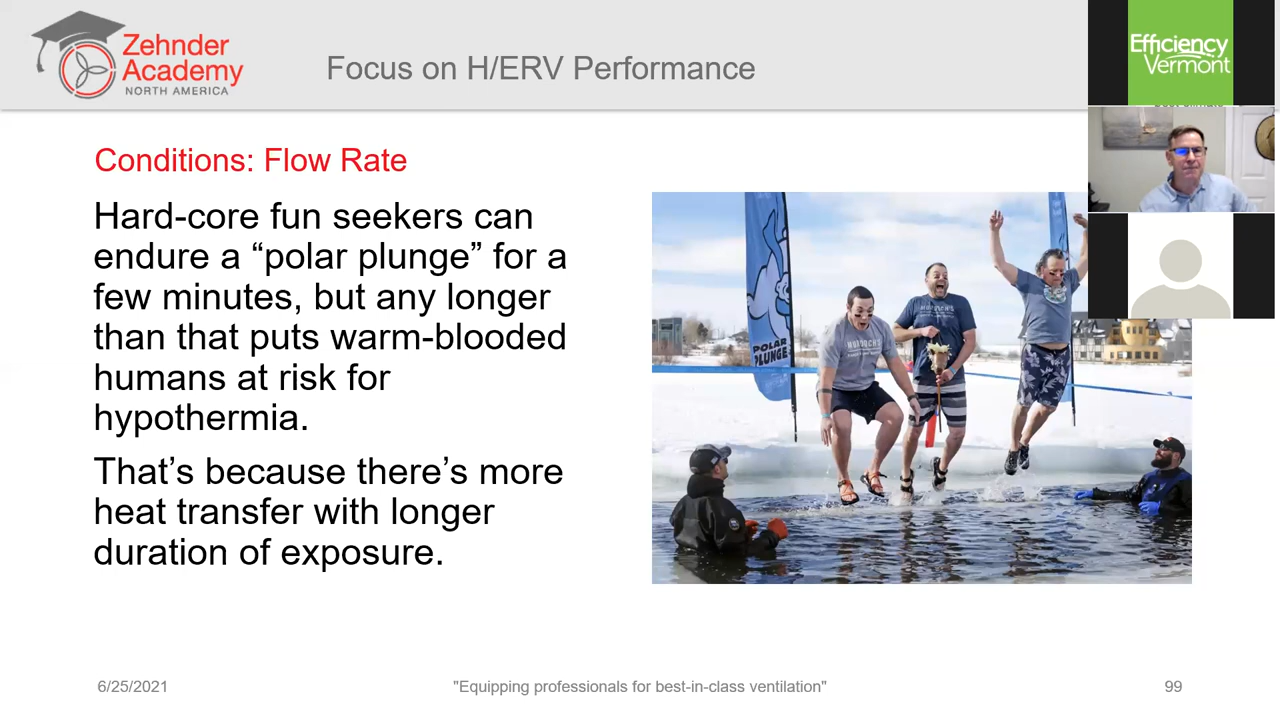 Zehnder
Academy
NORTH AMERICA
Focus on H/ERV Performance
Efficiency
Vermont
Conditions: Flow Rate
Hard-core fun seekers can
endure a “polar plunge” for a
few minutes, but any longer
than that puts warm-blooded
humans at risk for
hypothermia.
That’s because there’s more
heat transfer with longer
duration of exposure.
POLAR
PLUNGE
6/25/2021
"Equipping professionals for best-in-class ventilation"
99